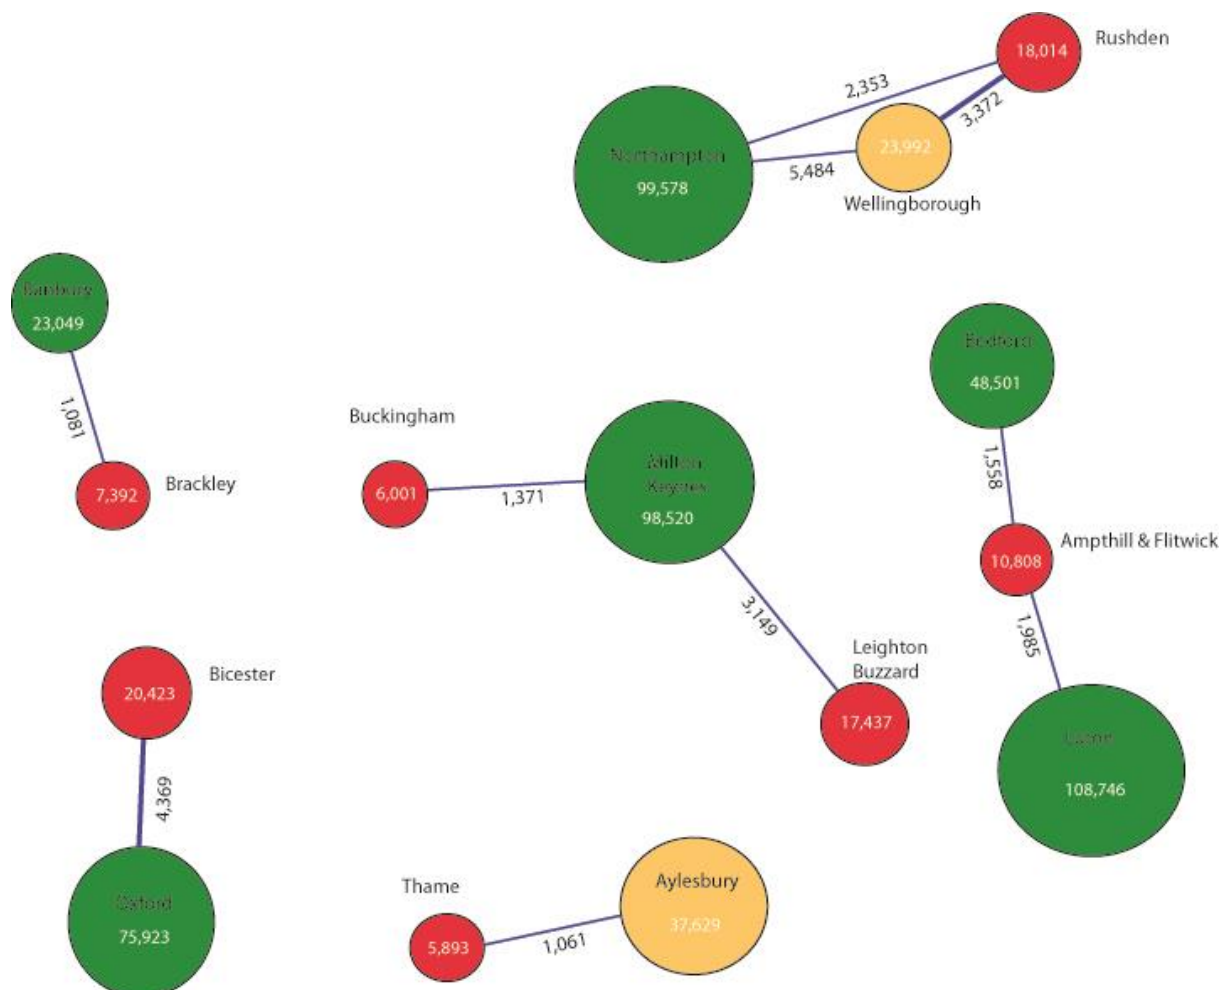 Rushden
18,014
2,353
3,372
Northampton
99,578
5,484
23,992
Wellingborough
Banbury
23,049
1,081
7,392
Brackley
Buckingham
6,001
1,371
Milton
Keynes
98,520
3,149
Leighton
Buzzard
17,437
Bedford
48,501
1,558
Ampthill & Flitwick
10,808
1,985
Luton
108,746
Bicester
20,423
4,369
Oxford
75,923
Thame
5,893
1,061
Aylesbury
37,629